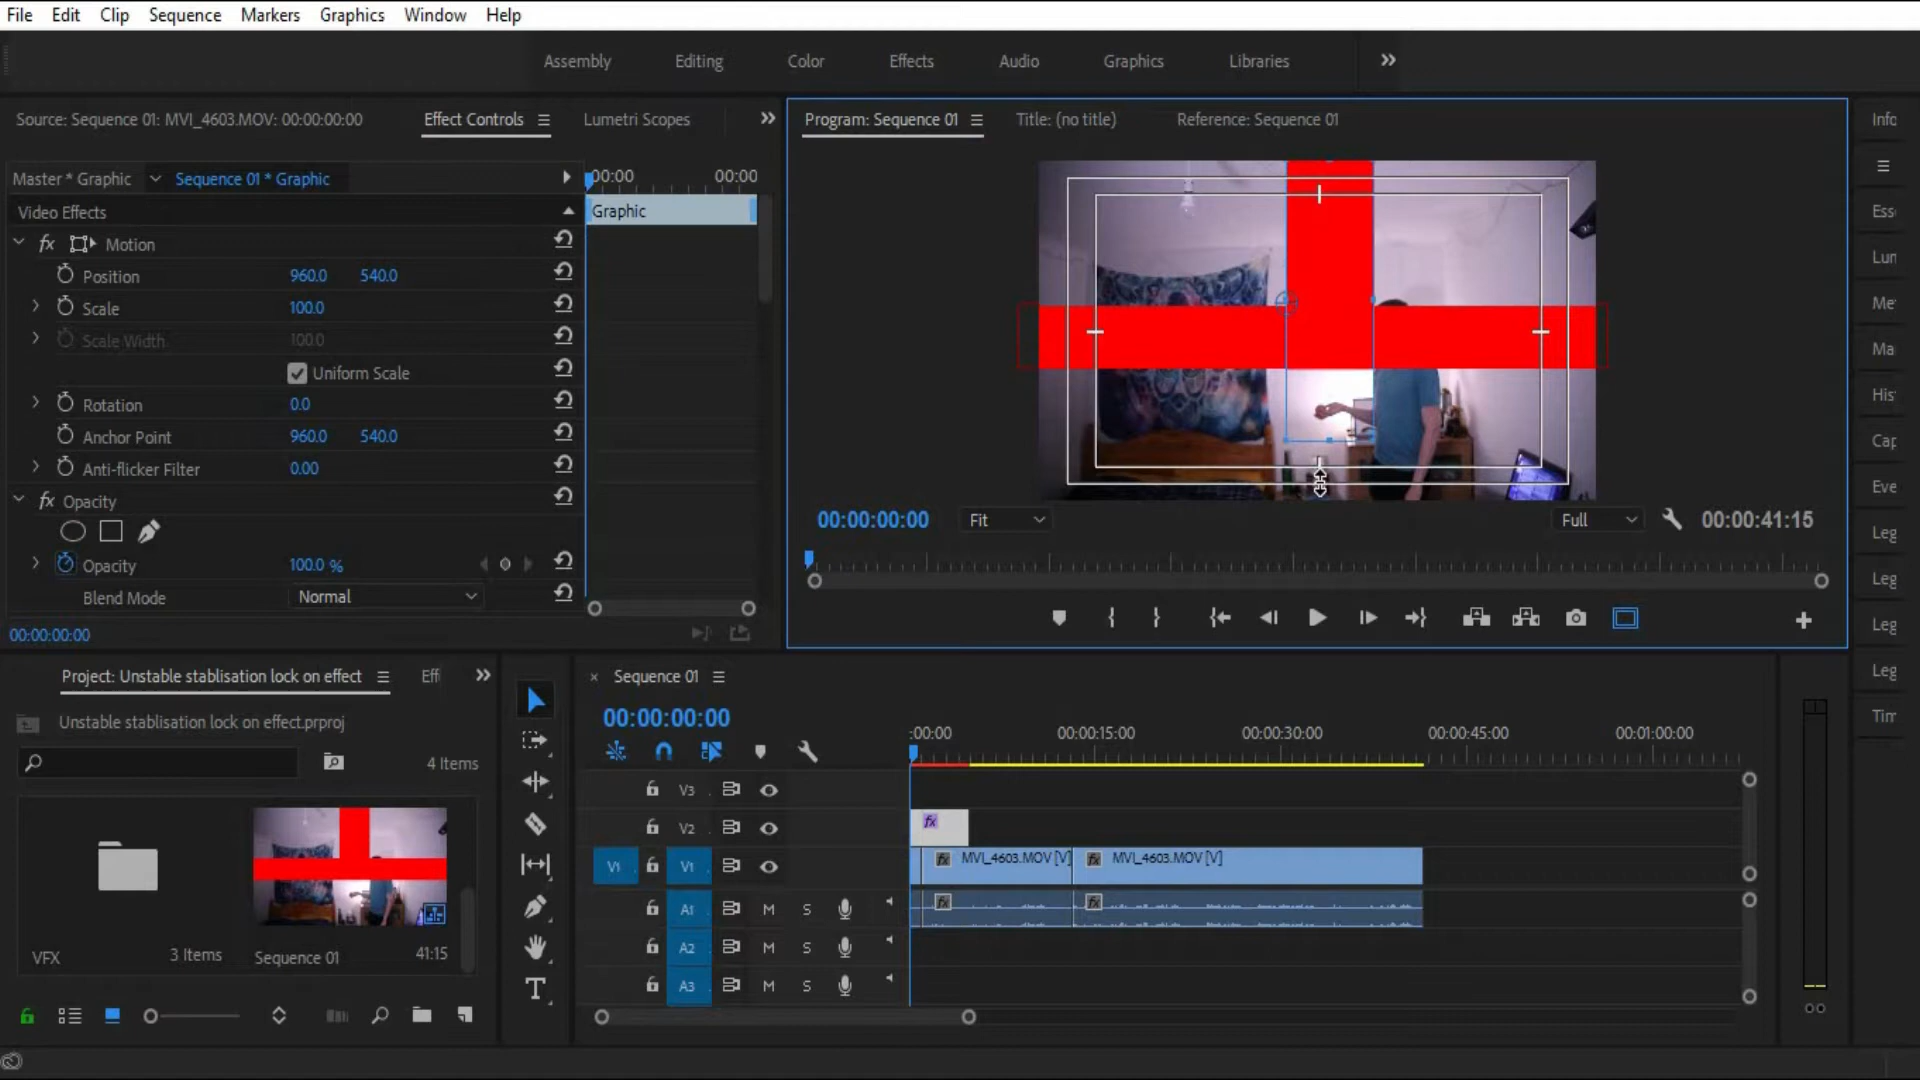 File Edit Clip Sequence Markers Graphics Window Help
Assembly Editing Color Effects Audio Graphics Libraries
Source: Sequence 01: MVI_4603.MOV: 00:00:00:00 Effect Controls Lumetri Scopes
Program: Sequence 01 Title: (no title) Reference: Sequence 01
Info
Master * Graphic Sequence 01 * Graphic
:00:00 00:00
Video Effects
Graphic
fx Motion
Position 960.0 540.0
Scale 100.0
Scale Width 100.0
Uniform Scale
Rotation 0.0
Anchor Point 960.0 540.0
Anti-flicker Filter 0.00
fx Opacity
Opacity 100.0 %
Blend Mode Normal
00:00:00:00
00:00:00:00 Fit Full 00:00:41:15
Ess
Lun
Me
Ma
His
Cap
Eve
Leg
Leg
Leg
Leg
Tim
Project: Unstable stablisation lock on effect Eff
Unstable stablisation lock on effect.prproj
4 Items
VFX 3 Items
Sequence 01 41:15
Sequence 01
00:00:00:00
:00:00 00:00:15:00 00:00:30:00 00:00:45:00 00:01:00:00
V3
V2 fx
V1 V1 fx MVI_4603.MOV [V] fx MVI_4603.MOV [V]
A1 M S fx fx
A2 M S
A3 M S